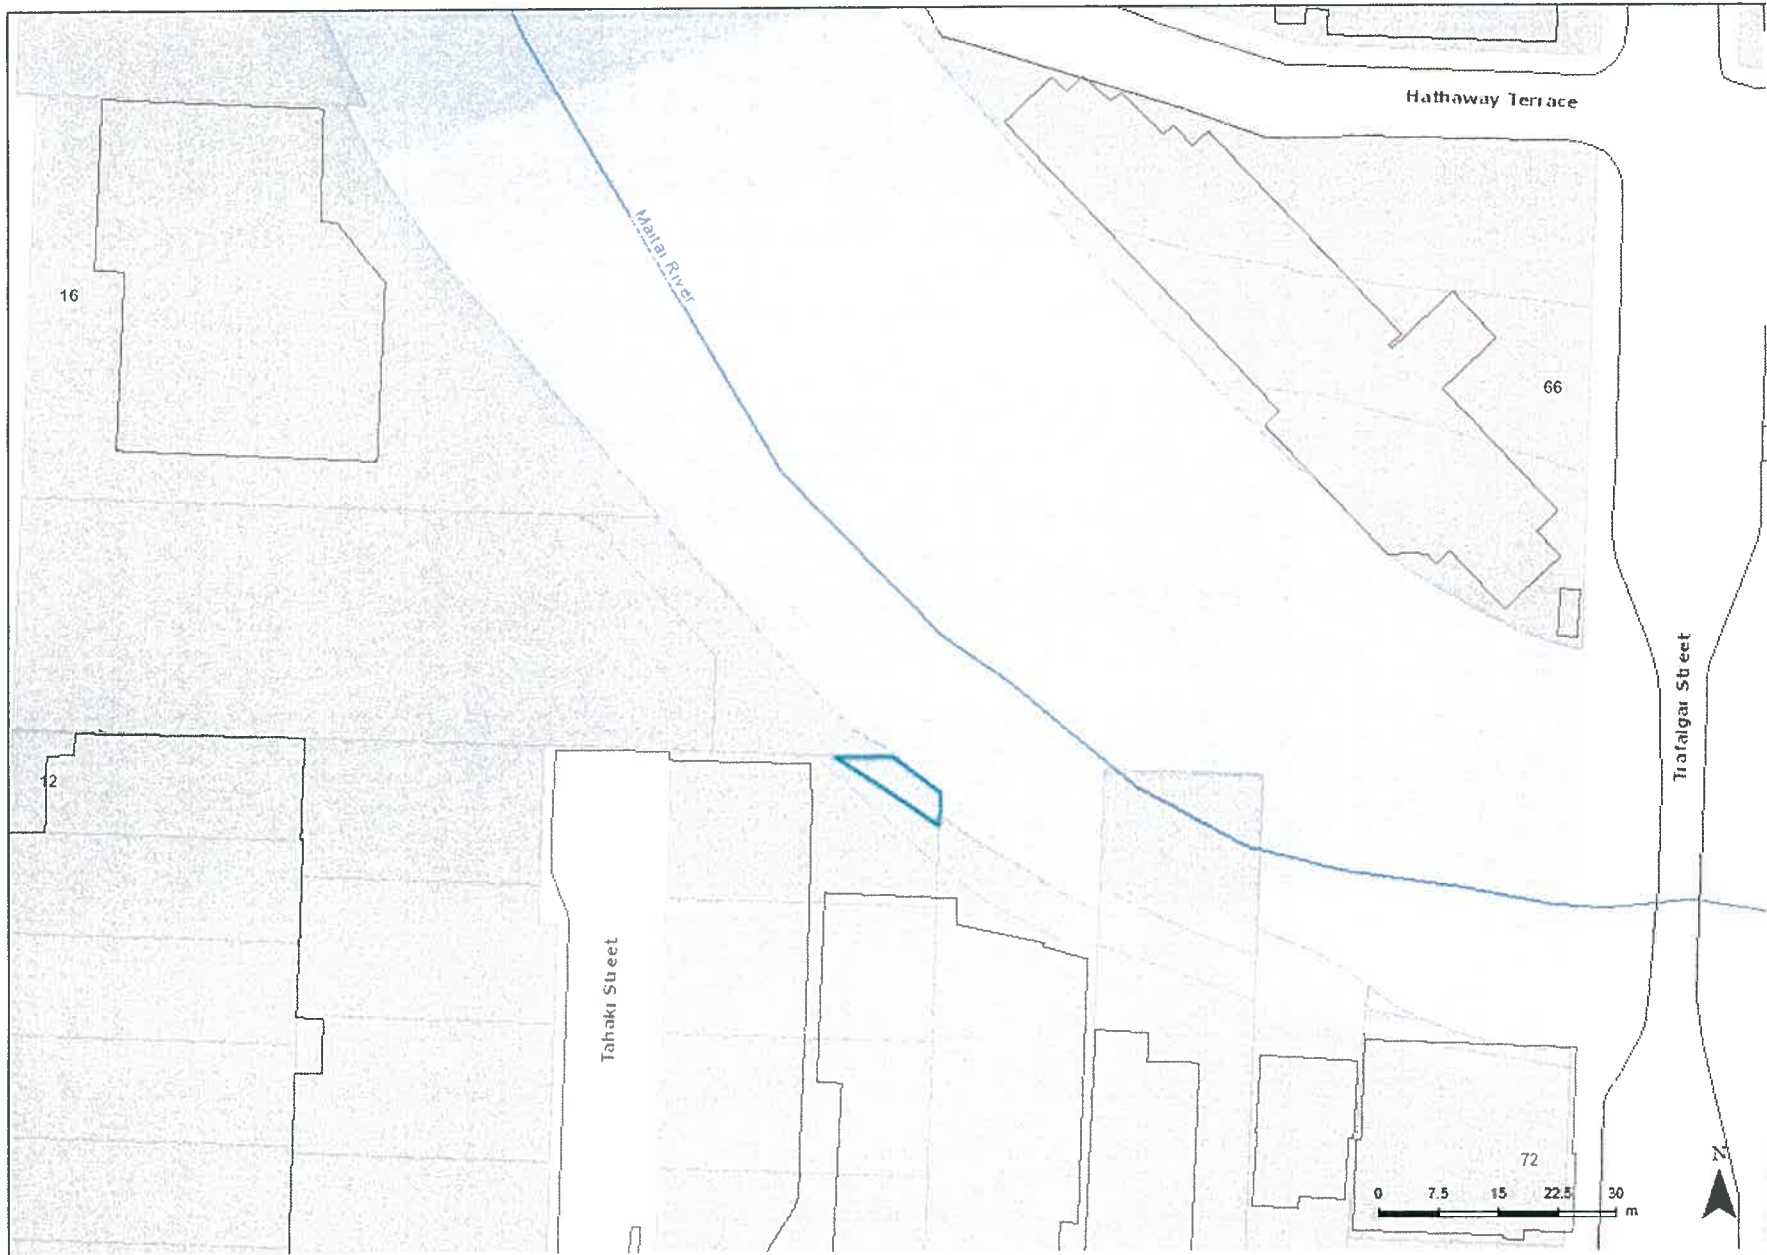 Hathaway Terrace
Maitai River
16
66
Trafalgar Street
12
Tahaki Street
72
N
0 7.5 15 22.5 30 m